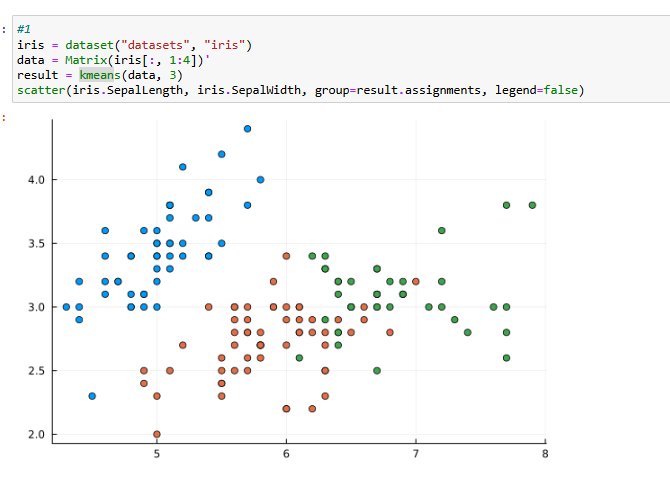 : #1
iris = dataset("datasets", "iris")
data = Matrix(iris[:, 1:4])'
result = kmeans(data, 3)
scatter(iris.SepalLength, iris.SepalWidth, group=result.assignments, legend=false)
:
4.0
3.5
3.0
2.5
2.0
5 6 7 8